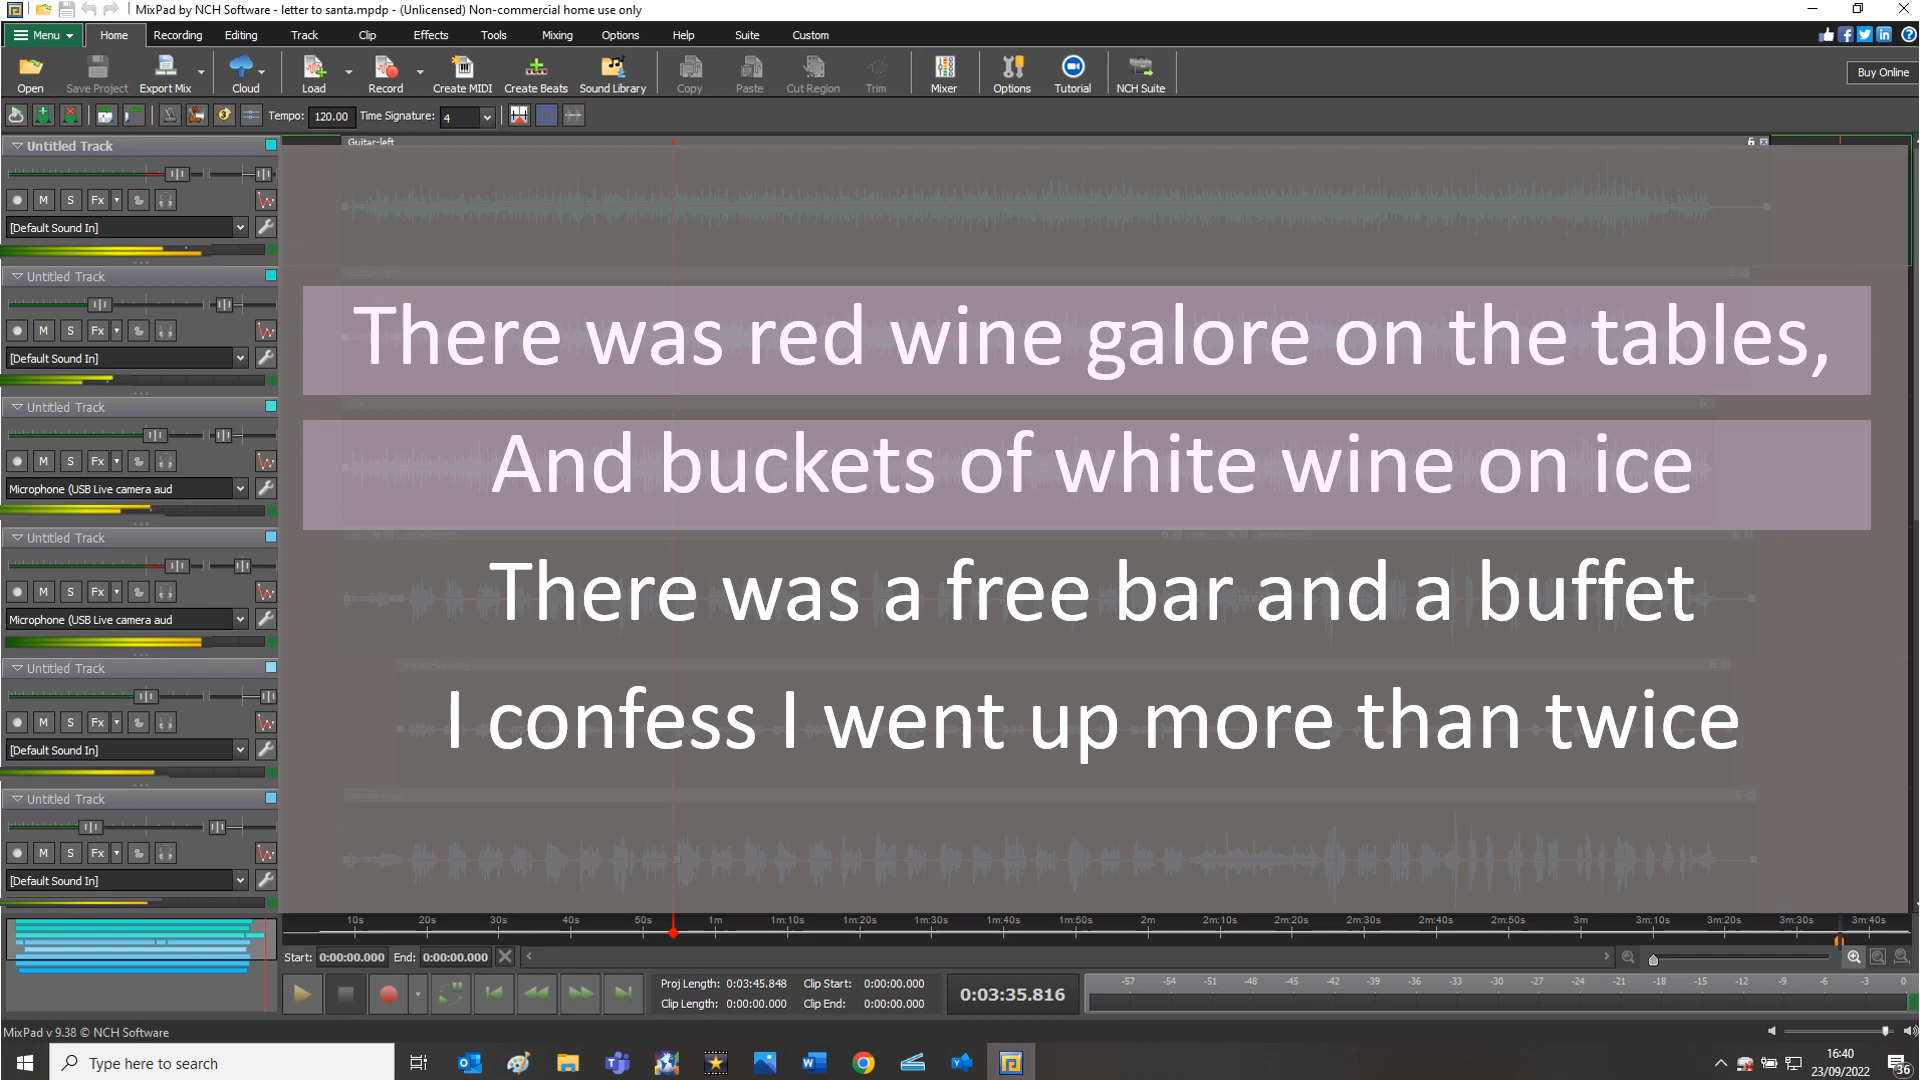 MixPad by NCH Software - letter to santa.mpdp - (Unlicensed) Non-commercial home use only
Menu Home Recording Editing Track Clip Effects Tools Mixing Options Help Suite Custom
Open Save Project Export Mix Cloud Load Record Create MIDI Create Beats Sound Library Copy Paste Cut Region Trim Mixer Options Tutorial NCH Suite Buy Online
Tempo: 120.00 Time Signature: 4
Untitled Track
Guitar-left
M S Fx
[Default Sound In]
Untitled Track
M S Fx
[Default Sound In]
Untitled Track
M S Fx
Microphone (USB Live camera aud
Untitled Track
M S Fx
Microphone (USB Live camera aud
Untitled Track
M S Fx
[Default Sound In]
Untitled Track
M S Fx
[Default Sound In]
There was red wine galore on the tables,
And buckets of white wine on ice
There was a free bar and a buffet
I confess I went up more than twice
10s 20s 30s 40s 50s 1m 1m:10s 1m:20s 1m:30s 1m:40s 1m:50s 2m 2m:10s 2m:20s 2m:30s 2m:40s 2m:50s 3m 3m:10s 3m:20s 3m:30s 3m:40s
Start: 0:00:00.000 End: 0:00:00.000
Proj Length: 0:03:45.848 Clip Start: 0:00:00.000
Clip Length: 0:00:00.000 Clip End: 0:00:00.000
0:03:35.816
-57 -54 -51 -48 -45 -42 -39 -36 -33 -30 -27 -24 -21 -18 -15 -12 -9 -6 -3 0
MixPad v 9.38 © NCH Software
Type here to search
16:40
23/09/2022
36